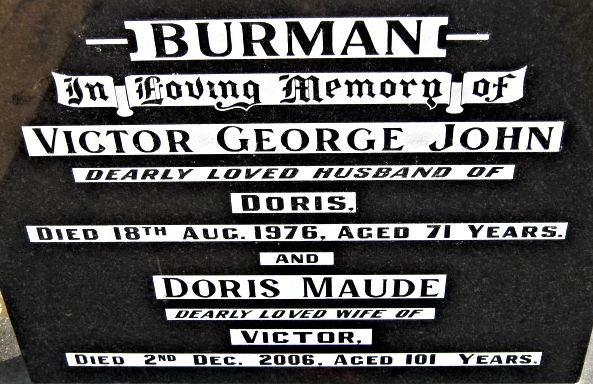 BURMAN
In Loving Memory of
VICTOR GEORGE JOHN
DEARLY LOVED HUSBAND OF
DORIS,
DIED 18TH AUG. 1976, AGED 71 YEARS.
AND
DORIS MAUDE
DEARLY LOVED WIFE OF
VICTOR,
DIED 2ND DEC. 2006, AGED 101 YEARS.